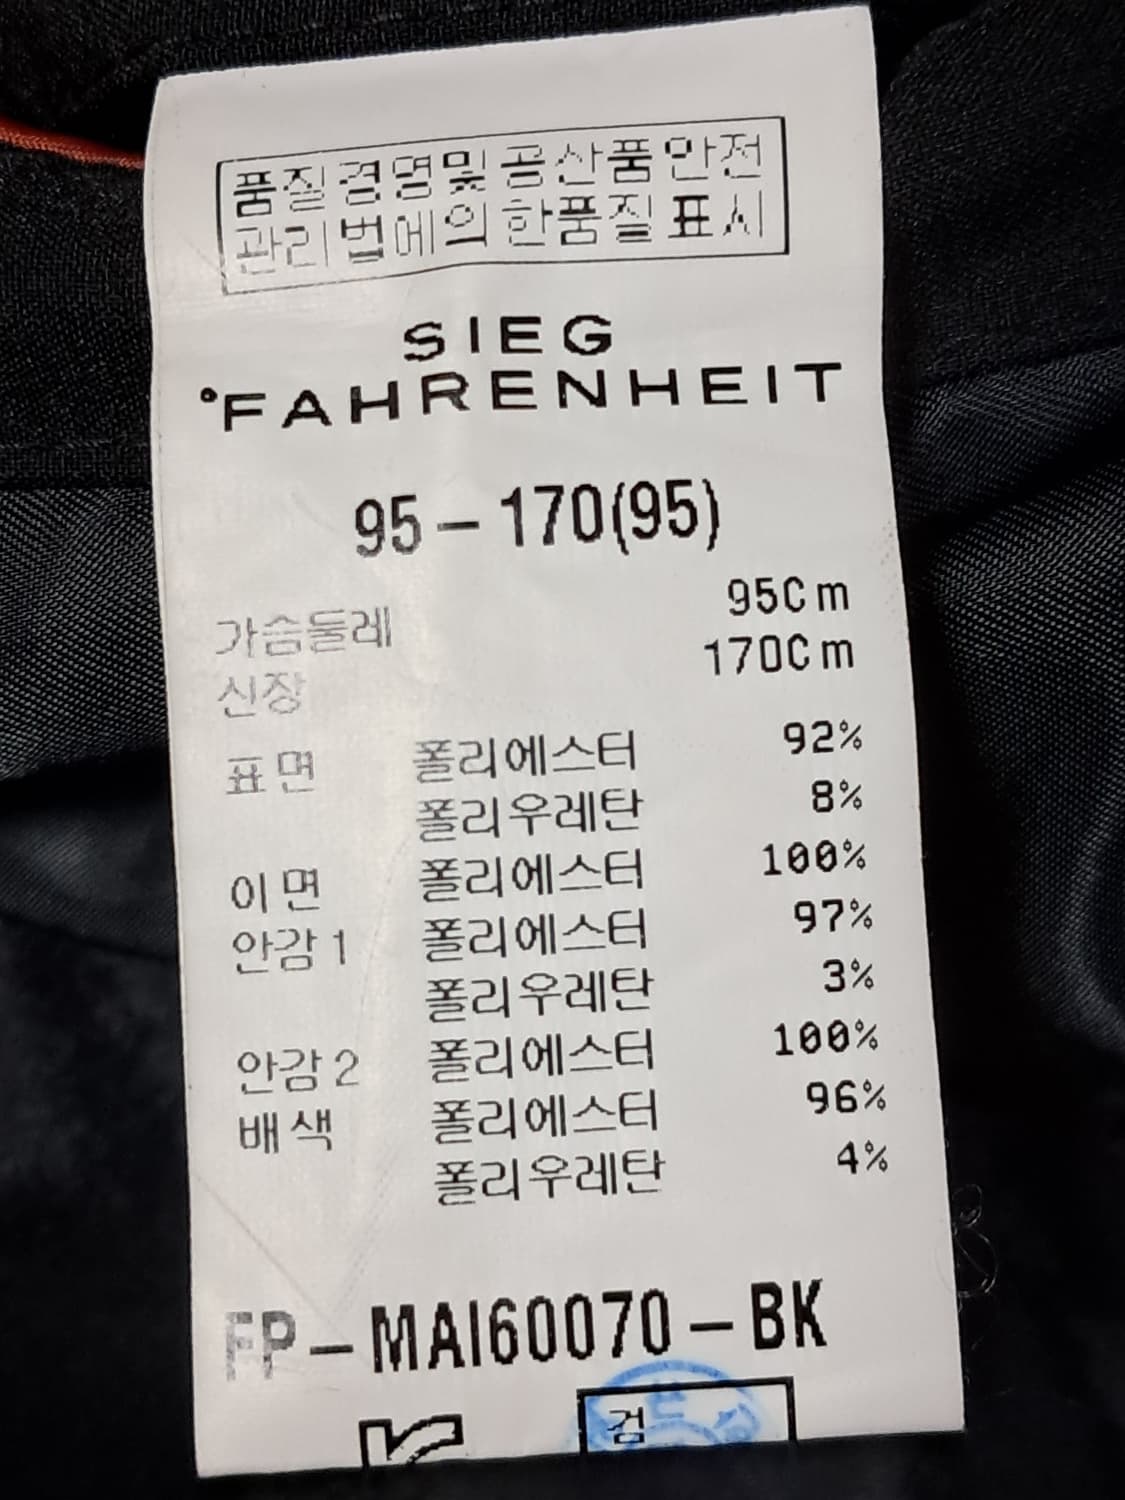 품질경영및 공산품안전
관리법에의 한품질 표시
SIEG
°FAHRENHEIT
95-170(95)
가슴둘레 95Cm
신장 170Cm
표면 폴리에스터 92%
폴리우레탄 8%
이면 폴리에스터 100%
안감1 폴리에스터 97%
폴리우레탄 3%
안감2 폴리에스터 100%
배색 폴리에스터 96%
폴리우레탄 4%
FP-MAI60070-BK
검